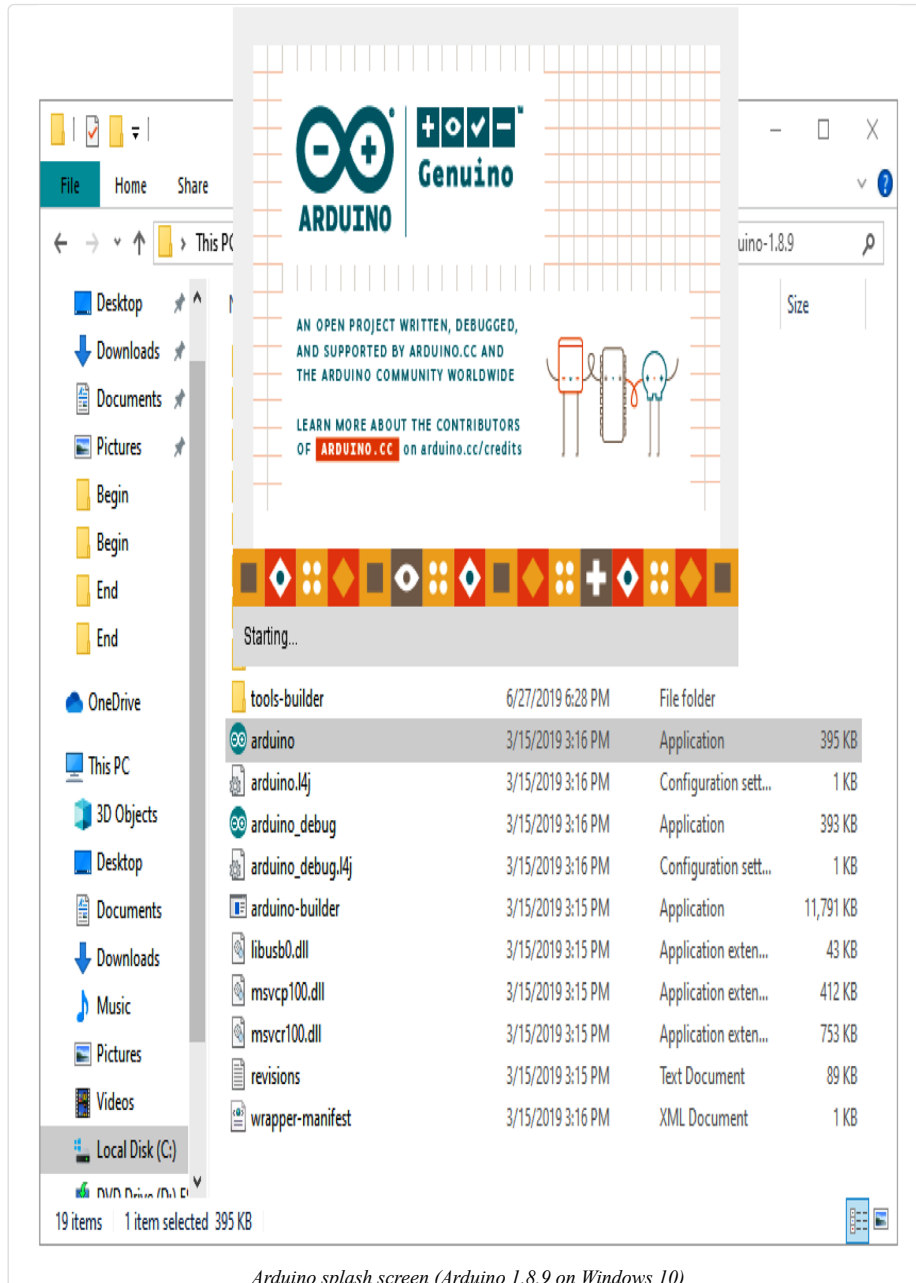 ARDUINO
Genuino
™
File Home Share
This PC
uino-1.8.9
Size
AN OPEN PROJECT WRITTEN, DEBUGGED,
AND SUPPORTED BY ARDUINO.CC AND
THE ARDUINO COMMUNITY WORLDWIDE
LEARN MORE ABOUT THE CONTRIBUTORS
OF ARDUINO.CC on arduino.cc/credits
Starting...
Desktop
Downloads
Documents
Pictures
Begin
Begin
End
End
OneDrive
This PC
3D Objects
Desktop
Documents
Downloads
Music
Pictures
Videos
Local Disk (C:)
DVD Drive (D:)
tools-builder 6/27/2019 6:28 PM File folder
arduino 3/15/2019 3:16 PM Application 395 KB
arduino.l4j 3/15/2019 3:16 PM Configuration sett... 1 KB
arduino_debug 3/15/2019 3:16 PM Application 393 KB
arduino_debug.l4j 3/15/2019 3:16 PM Configuration sett... 1 KB
arduino-builder 3/15/2019 3:15 PM Application 11,791 KB
libusb0.dll 3/15/2019 3:15 PM Application exten... 43 KB
msvcp100.dll 3/15/2019 3:15 PM Application exten... 412 KB
msvcr100.dll 3/15/2019 3:15 PM Application exten... 753 KB
revisions 3/15/2019 3:15 PM Text Document 89 KB
wrapper-manifest 3/15/2019 3:16 PM XML Document 1 KB
19 items 1 item selected 395 KB
Arduino splash screen (Arduino 1.8.9 on Windows 10)